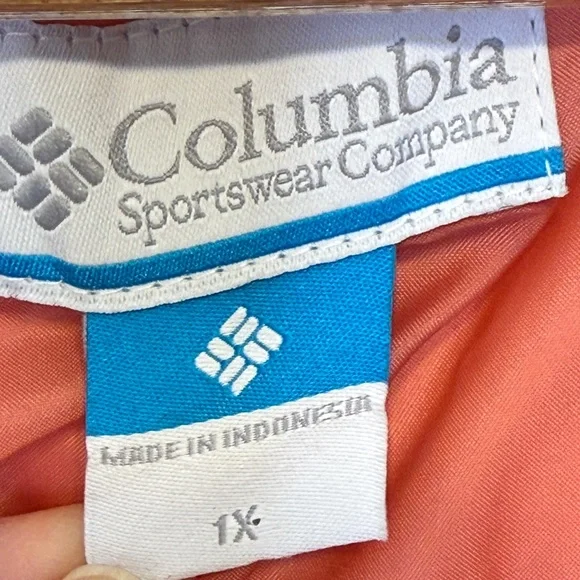 Columbia
Sportswear Company
MADE IN INDONESIA
1X